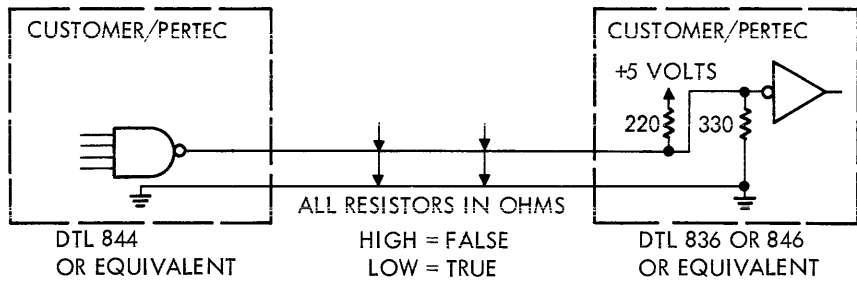 CUSTOMER/PERTEC
CUSTOMER/PERTEC
+5 VOLTS
220
330
ALL RESISTORS IN OHMS
HIGH = FALSE
LOW = TRUE
DTL 844
OR EQUIVALENT
DTL 836 OR 846
OR EQUIVALENT